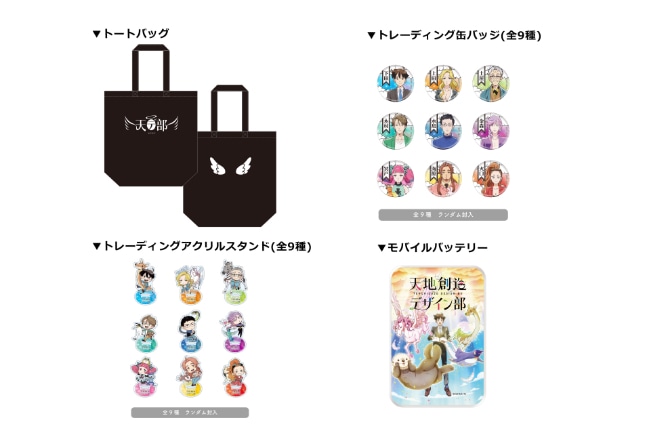 ▼トートバッグ
天デ部
▼トレーディング缶バッジ(全9種)
全9種 ランダム封入
▼トレーディングアクリルスタンド(全9種)
全9種 ランダム封入
▼モバイルバッテリー
天地創造
デザイン部